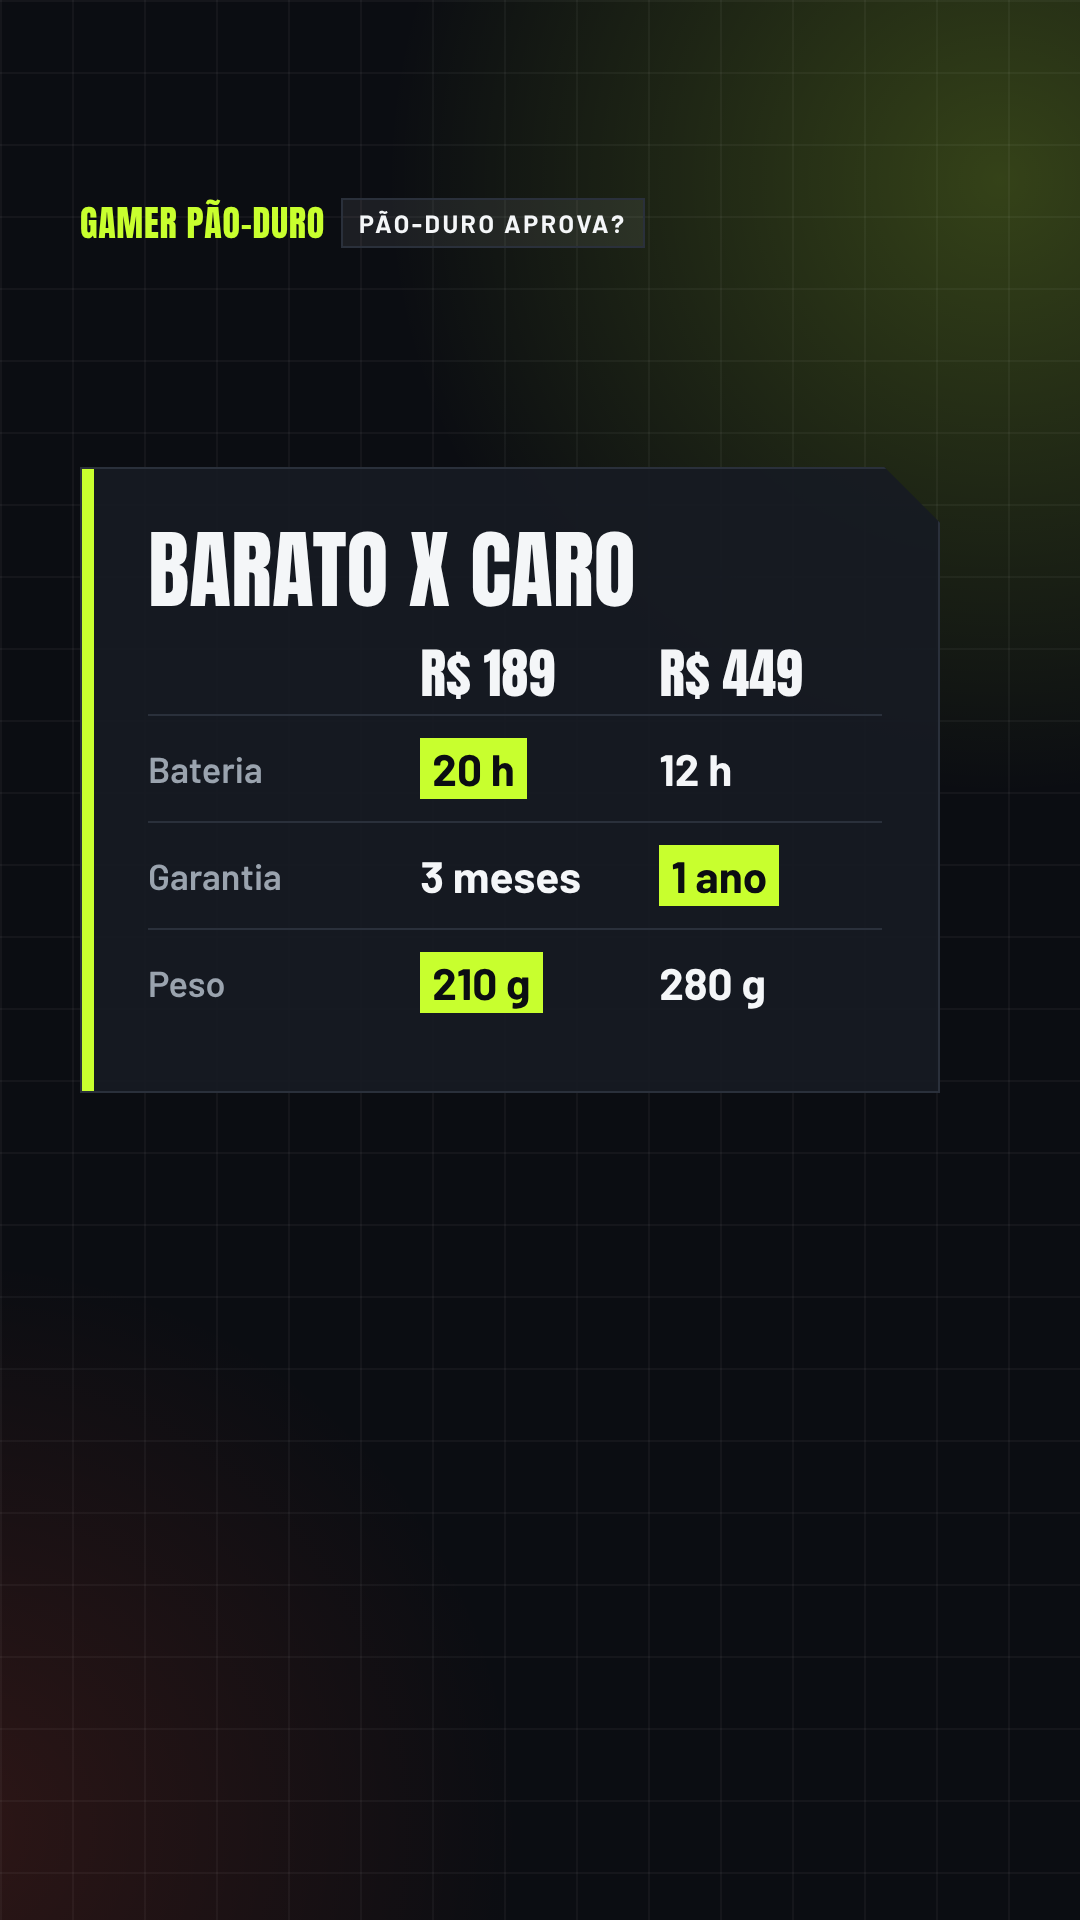 GAMER PÃO-DURO PÃO-DURO APROVA?
BARATO X CARO
R$ 189 R$ 449
Bateria 20 h 12 h
Garantia 3 meses 1 ano
Peso 210 g 280 g